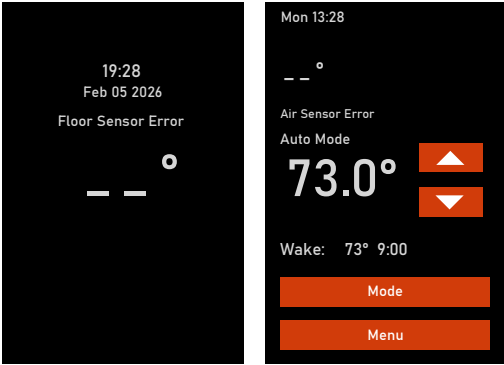 19:28
Feb 05 2026
Floor Sensor Error
_ _ °
Mon 13:28
_ _ °
Air Sensor Error
Auto Mode
73.0°
Wake: 73° 9:00
Mode
Menu